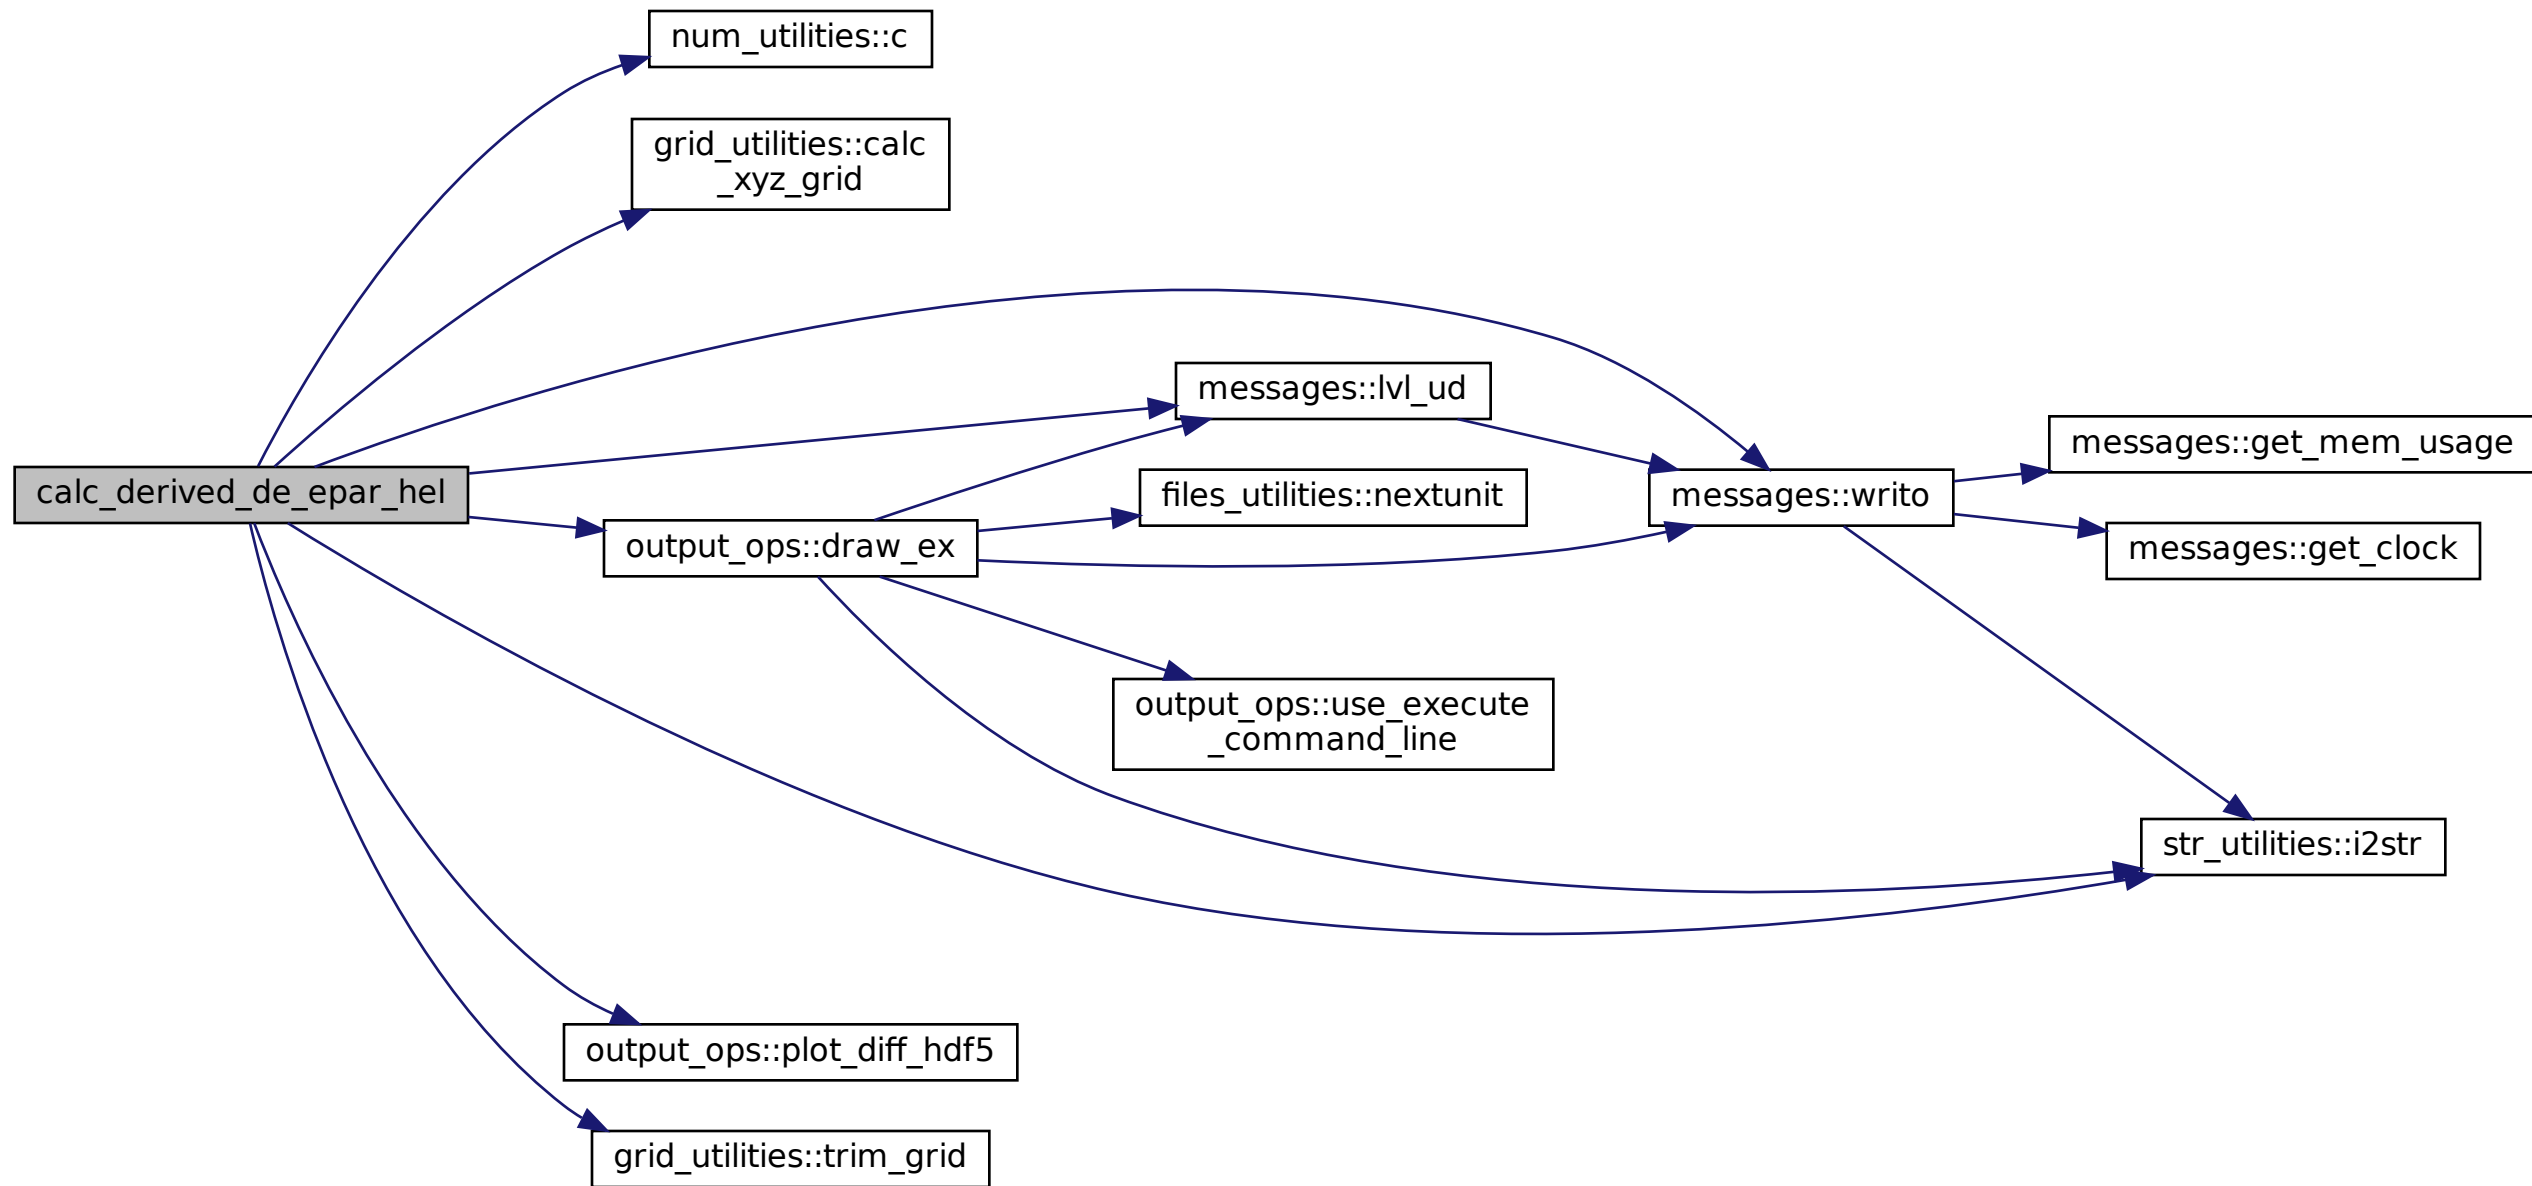 num_utilities::c
grid_utilities::calc
_xyz_grid
messages::lvl_ud
messages::get_mem_usage
calc_derived_de_epar_hel
files_utilities::nextunit
messages::writo
output_ops::draw_ex
messages::get_clock
output_ops::use_execute
_command_line
str_utilities::i2str
output_ops::plot_diff_hdf5
grid_utilities::trim_grid